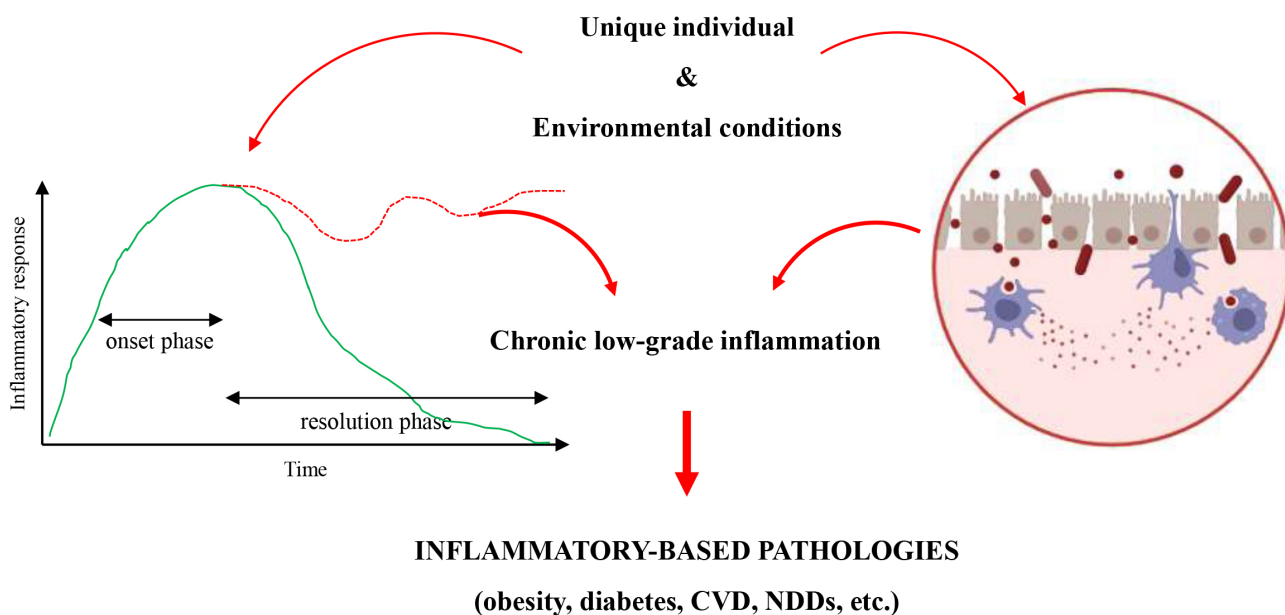 Unique individual
&
Environmental conditions
Inflammatory response
onset phase
resolution phase
Time
Chronic low-grade inflammation
INFLAMMATORY-BASED PATHOLOGIES
(obesity, diabetes, CVD, NDDs, etc.)